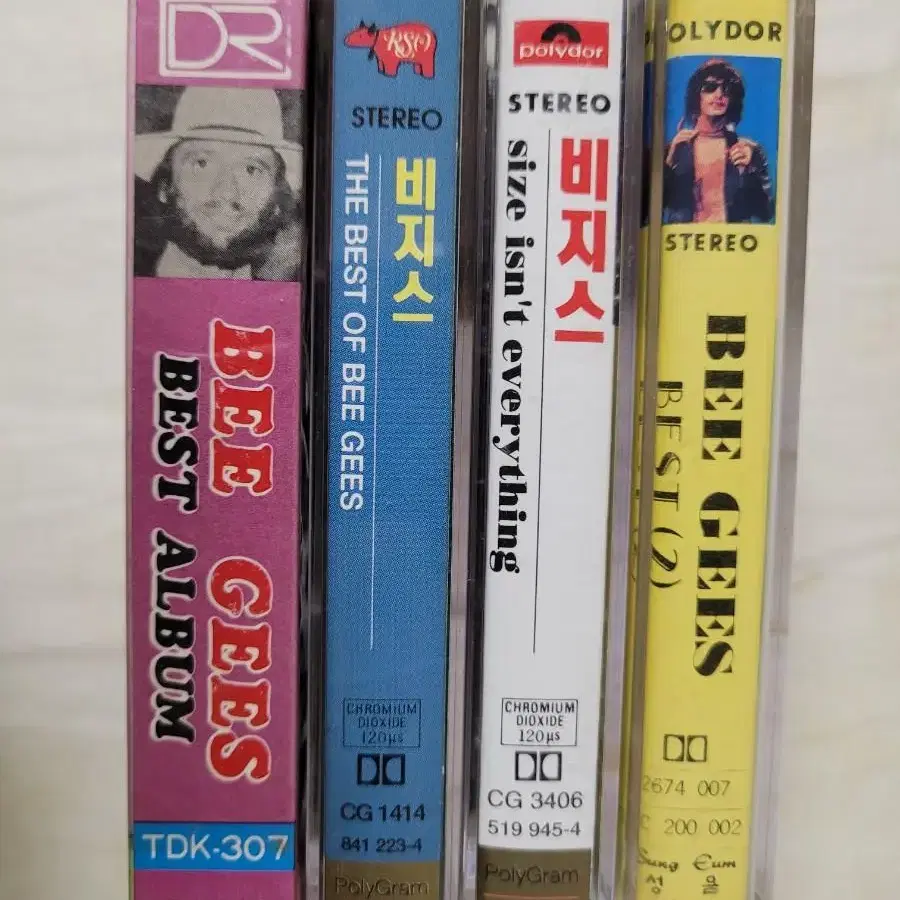 BEE GEES
BEST ALBUM
TDK-307
RSO
STEREO
비지스
THE BEST OF BEE GEES
CHROMIUM
DIOXIDE
120µs
CG 1414
841 223-4
PolyGram
polydor
STEREO
비지스
size isn't everything
CHROMIUM
DIOXIDE
120µs
CG 3406
519 945-4
PolyGram
POLYDOR
STEREO
BEE GEES
BEST (2)
2674 007
C 200 002
Sung Eum
성 음